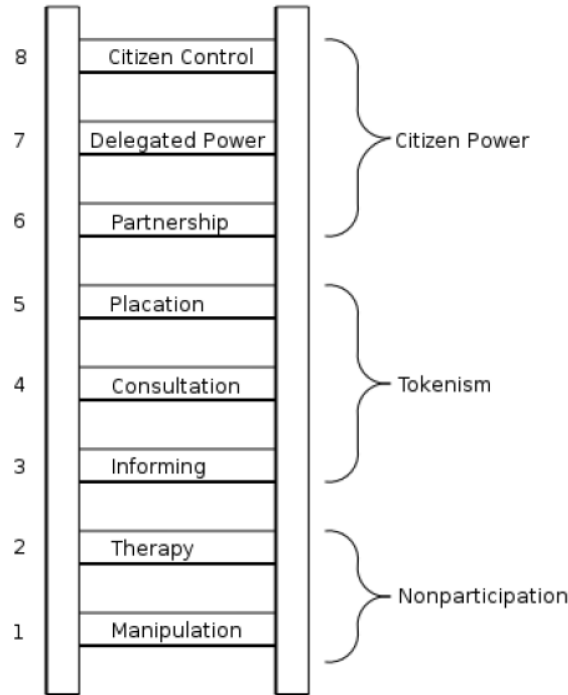 8 Citizen Control
7 Delegated Power Citizen Power
6 Partnership
5 Placation
4 Consultation Tokenism
3 Informing
2 Therapy
Nonparticipation
1 Manipulation